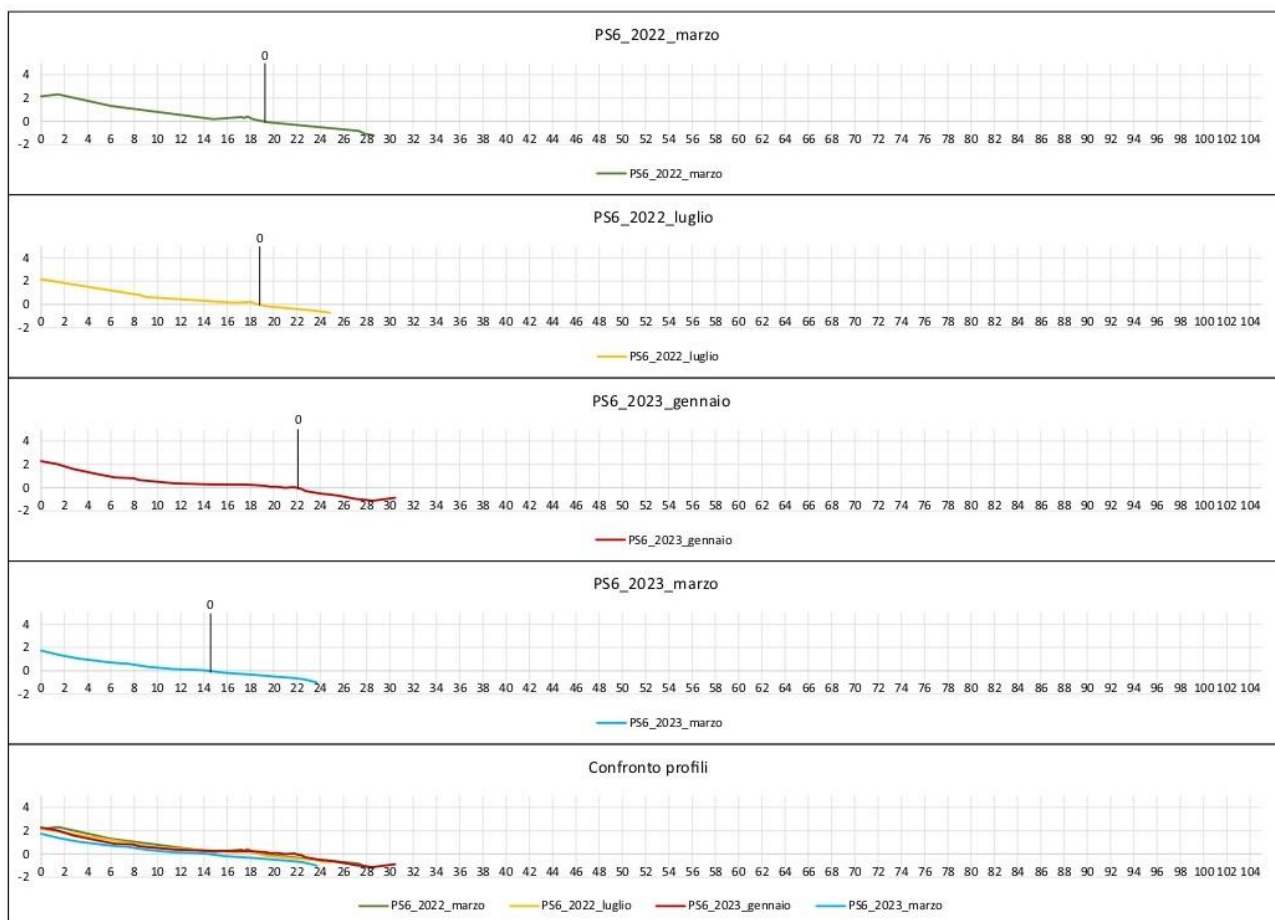 PS6_2022_marzo
0
4
2
0
-2
0 2 4 6 8 10 12 14 16 18 20 22 24 26 28 30 32 34 36 38 40 42 44 46 48 50 52 54 56 58 60 62 64 66 68 70 72 74 76 78 80 82 84 86 88 90 92 94 96 98 100 102 104
PS6_2022_marzo
PS6_2022_luglio
0
4
2
0
-2
0 2 4 6 8 10 12 14 16 18 20 22 24 26 28 30 32 34 36 38 40 42 44 46 48 50 52 54 56 58 60 62 64 66 68 70 72 74 76 78 80 82 84 86 88 90 92 94 96 98 100 102 104
PS6_2022_luglio
PS6_2023_gennaio
0
4
2
0
-2
0 2 4 6 8 10 12 14 16 18 20 22 24 26 28 30 32 34 36 38 40 42 44 46 48 50 52 54 56 58 60 62 64 66 68 70 72 74 76 78 80 82 84 86 88 90 92 94 96 98 100 102 104
PS6_2023_gennaio
PS6_2023_marzo
0
4
2
0
-2
0 2 4 6 8 10 12 14 16 18 20 22 24 26 28 30 32 34 36 38 40 42 44 46 48 50 52 54 56 58 60 62 64 66 68 70 72 74 76 78 80 82 84 86 88 90 92 94 96 98 100 102 104
PS6_2023_marzo
Confronto profili
4
2
0
-2
0 2 4 6 8 10 12 14 16 18 20 22 24 26 28 30 32 34 36 38 40 42 44 46 48 50 52 54 56 58 60 62 64 66 68 70 72 74 76 78 80 82 84 86 88 90 92 94 96 98 100 102 104
PS6_2022_marzo PS6_2022_luglio PS6_2023_gennaio PS6_2023_marzo